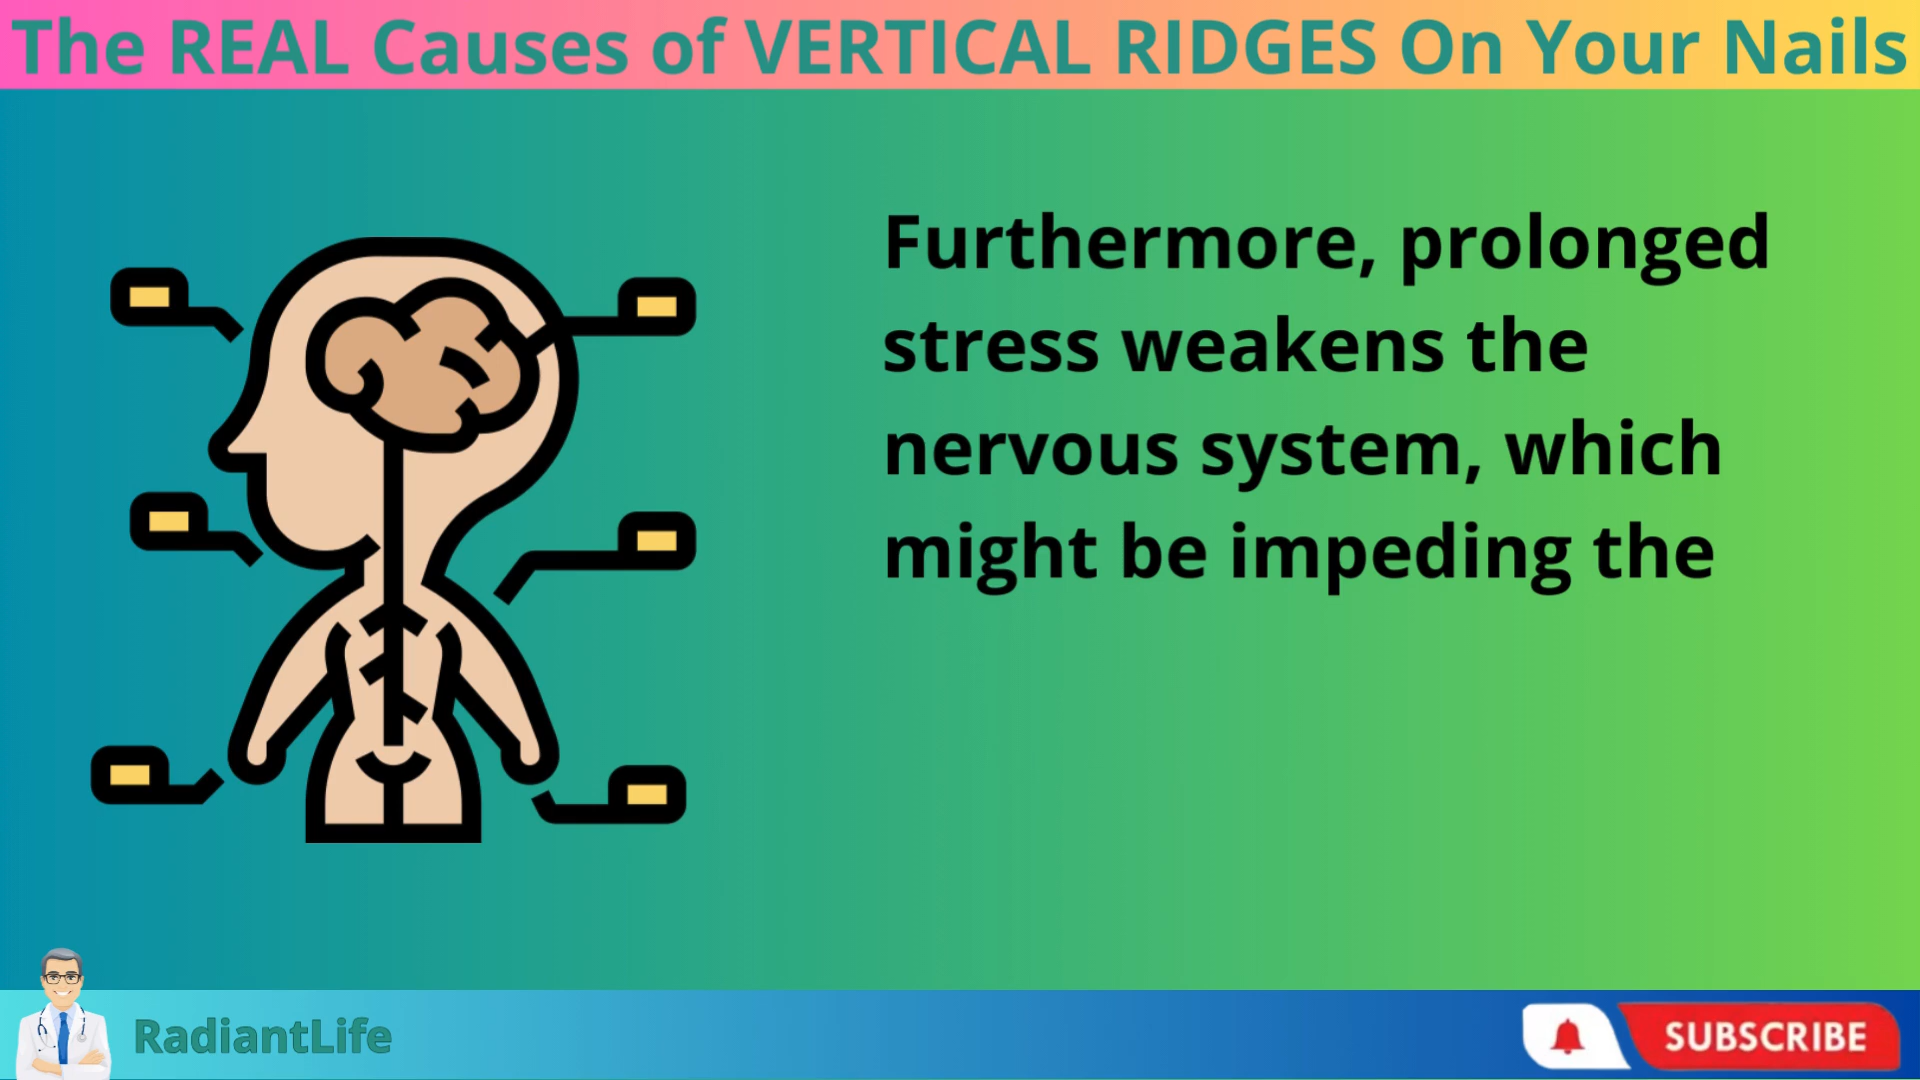 The REAL Causes of VERTICAL RIDGES On Your Nails
Furthermore, prolonged
stress weakens the
nervous system, which
might be impeding the
RadiantLife
SUBSCRIBE